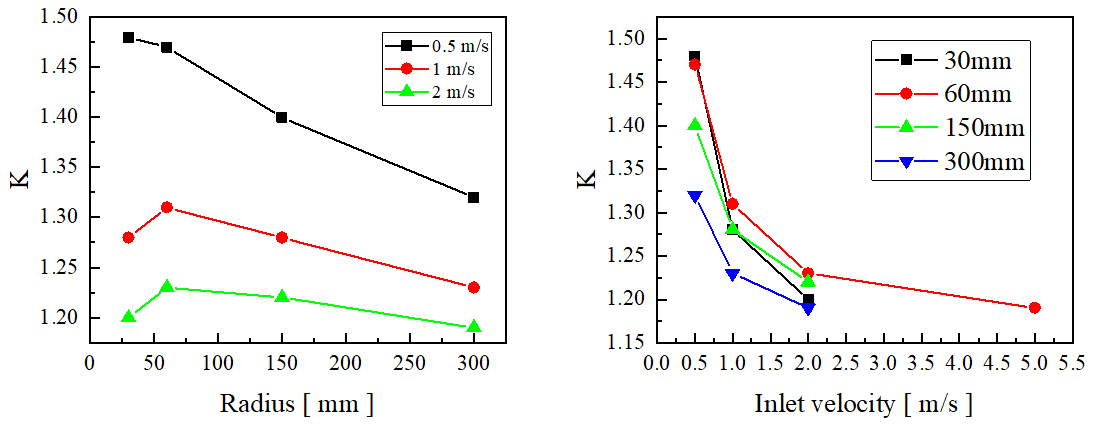 1.50
1.45
1.40
1.35
1.30
1.25
1.20
K
0 50 100 150 200 250 300
Radius [ mm ]
0.5 m/s
1 m/s
2 m/s
1.50
1.45
1.40
1.35
1.30
1.25
1.20
1.15
K
0.0 0.5 1.0 1.5 2.0 2.5 3.0 3.5 4.0 4.5 5.0 5.5
Inlet velocity [ m/s ]
30mm
60mm
150mm
300mm